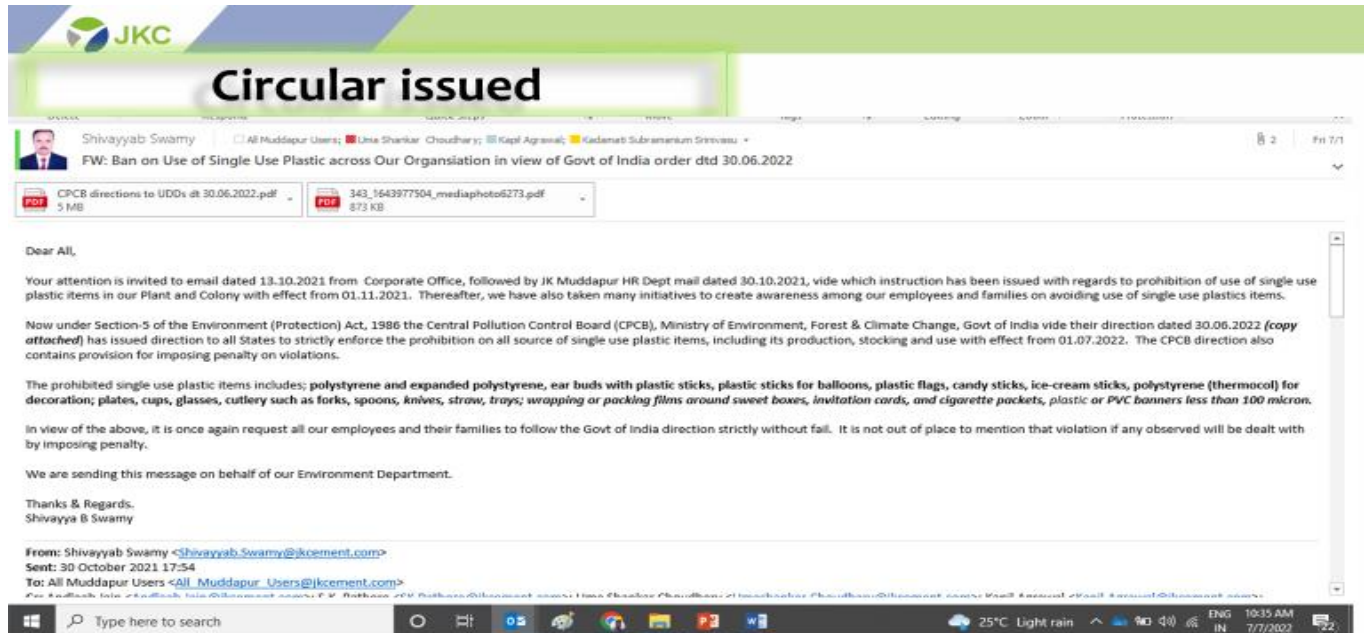 JKC
Circular issued
Shivayyab Swamy All Muddapur Users; Uma Shankar Choudhary; Kapil Agrawal; Kadamati Subramanium Srinivasu
2 Fri 7/1
FW: Ban on Use of Single Use Plastic across Our Organsiation in view of Govt of India order dtd 30.06.2022
CPCB directions to UDDs dt 30.06.2022.pdf
5 MB
343_1643977504_mediaphoto6273.pdf
873 KB
Dear All,
Your attention is invited to email dated 13.10.2021 from Corporate Office, followed by JK Muddapur HR Dept mail dated 30.10.2021, vide which instruction has been issued with regards to prohibition of use of single use
plastic items in our Plant and Colony with effect from 01.11.2021. Thereafter, we have also taken many initiatives to create awareness among our employees and families on avoiding use of single use plastics items.
Now under Section-5 of the Environment (Protection) Act, 1986 the Central Pollution Control Board (CPCB), Ministry of Environment, Forest & Climate Change, Govt of India vide their direction dated 30.06.2022 (copy
attached) has issued direction to all States to strictly enforce the prohibition on all source of single use plastic items, including its production, stocking and use with effect from 01.07.2022. The CPCB direction also
contains provision for imposing penalty on violations.
The prohibited single use plastic items includes; polystyrene and expanded polystyrene, ear buds with plastic sticks, plastic sticks for balloons, plastic flags, candy sticks, ice-cream sticks, polystyrene (thermocol) for
decoration; plates, cups, glasses, cutlery such as forks, spoons, knives, straw, trays; wrapping or packing films around sweet boxes, invitation cards, and cigarette packets, plastic or PVC banners less than 100 micron.
In view of the above, it is once again request all our employees and their families to follow the Govt of India direction strictly without fail. It is not out of place to mention that violation if any observed will be dealt with
by imposing penalty.
We are sending this message on behalf of our Environment Department.
Thanks & Regards.
Shivayya B Swamy
From: Shivayyab Swamy <Shivayyab.Swamy@jkcement.com>
Sent: 30 October 2021 17:54
To: All Muddapur Users <All_Muddapur_Users@jkcement.com>
Type here to search
25°C Light rain
ENG 10:35 AM
IN 7/7/2022
22